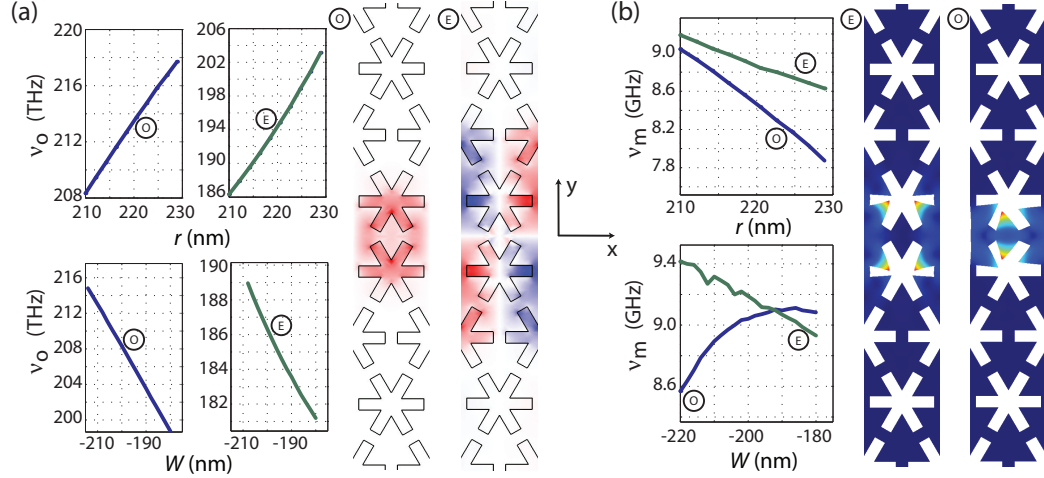 (a)
O
E
(b)
E
O
220
216
212
208
ν_o (THz)
O
210 220 230
r (nm)
206
202
198
194
190
186
E
210 220 230
r (nm)
216
212
208
204
200
ν_o (THz)
O
-210 -190
W (nm)
190
188
186
184
182
E
-210 -190
W (nm)
y
x
9.0
8.6
8.2
7.8
ν_m (GHz)
E
O
210 220 230
r (nm)
9.4
9.0
8.6
ν_m (GHz)
E
O
-220 -200 -180
W (nm)